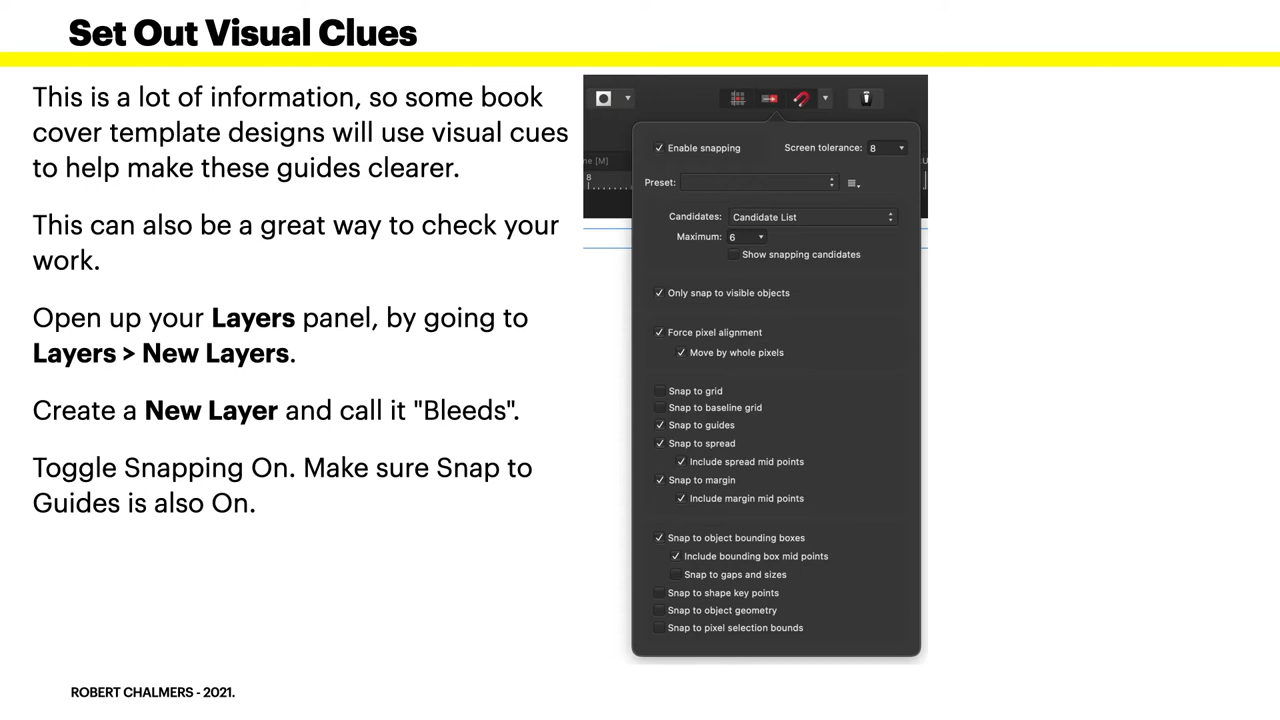 Set Out Visual Clues
This is a lot of information, so some book
cover template designs will use visual cues
to help make these guides clearer.
This can also be a great way to check your
work.
Open up your Layers panel, by going to
Layers > New Layers.
Create a New Layer and call it "Bleeds".
Toggle Snapping On. Make sure Snap to
Guides is also On.
ne [M]
8
Enable snapping Screen tolerance: 8
Preset:
Candidates: Candidate List
Maximum: 6
Show snapping candidates
Only snap to visible objects
Force pixel alignment
Move by whole pixels
Snap to grid
Snap to baseline grid
Snap to guides
Snap to spread
Include spread mid points
Snap to margin
Include margin mid points
Snap to object bounding boxes
Include bounding box mid points
Snap to gaps and sizes
Snap to shape key points
Snap to object geometry
Snap to pixel selection bounds
ROBERT CHALMERS - 2021.